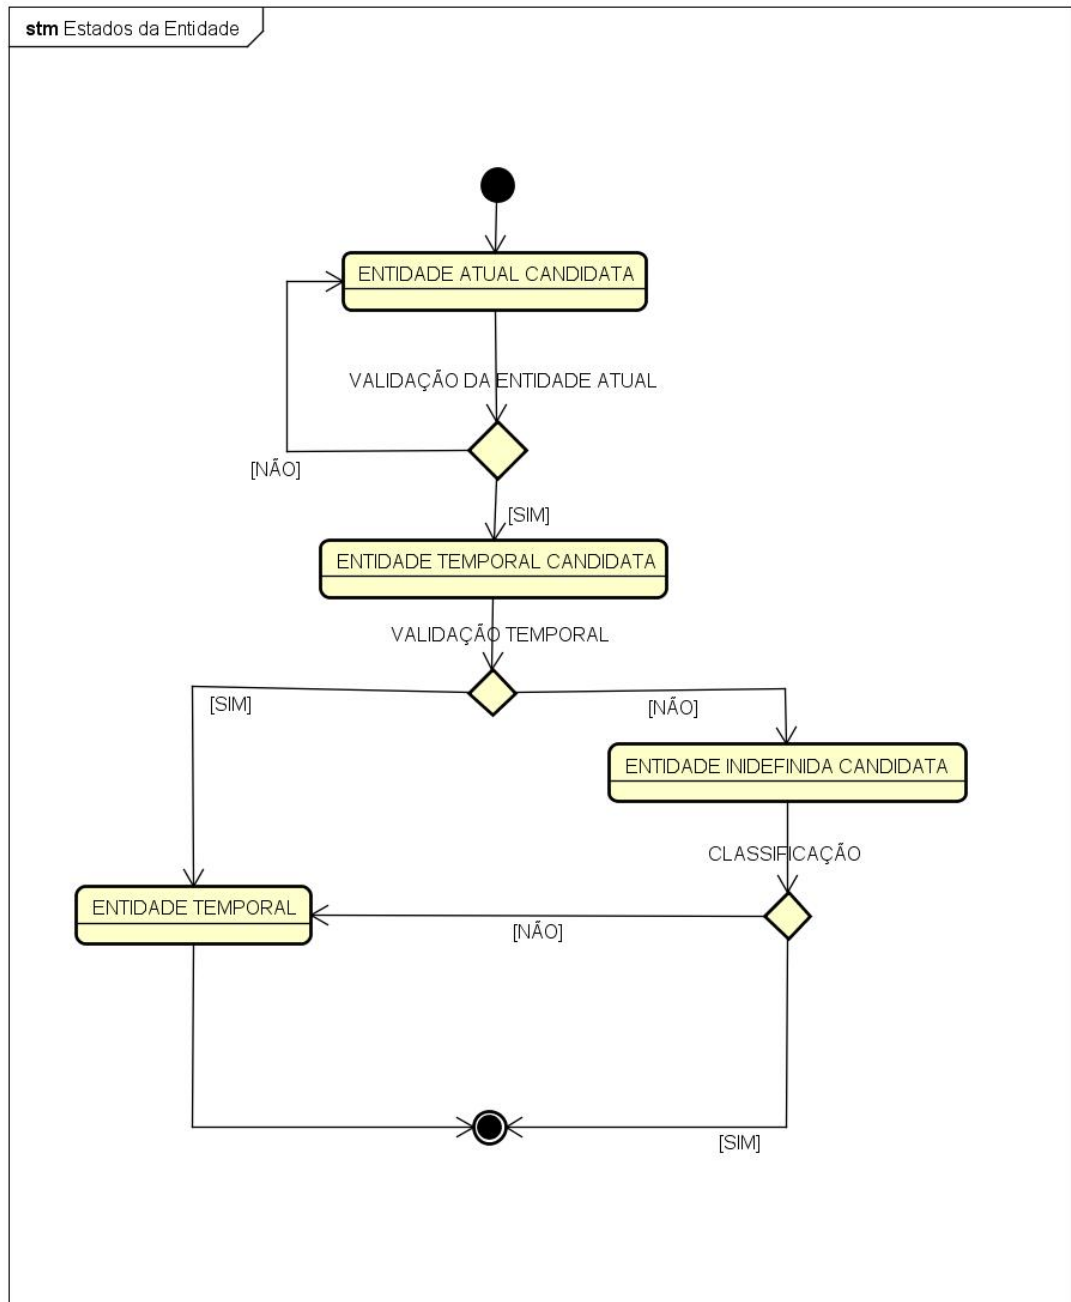 stm Estados da Entidade
ENTIDADE ATUAL CANDIDATA
VALIDAÇÃO DA ENTIDADE ATUAL
[NÃO]
[SIM]
ENTIDADE TEMPORAL CANDIDATA
VALIDAÇÃO TEMPORAL
[SIM]
[NÃO]
ENTIDADE INIDEFINIDA CANDIDATA
CLASSIFICAÇÃO
ENTIDADE TEMPORAL
[NÃO]
[SIM]